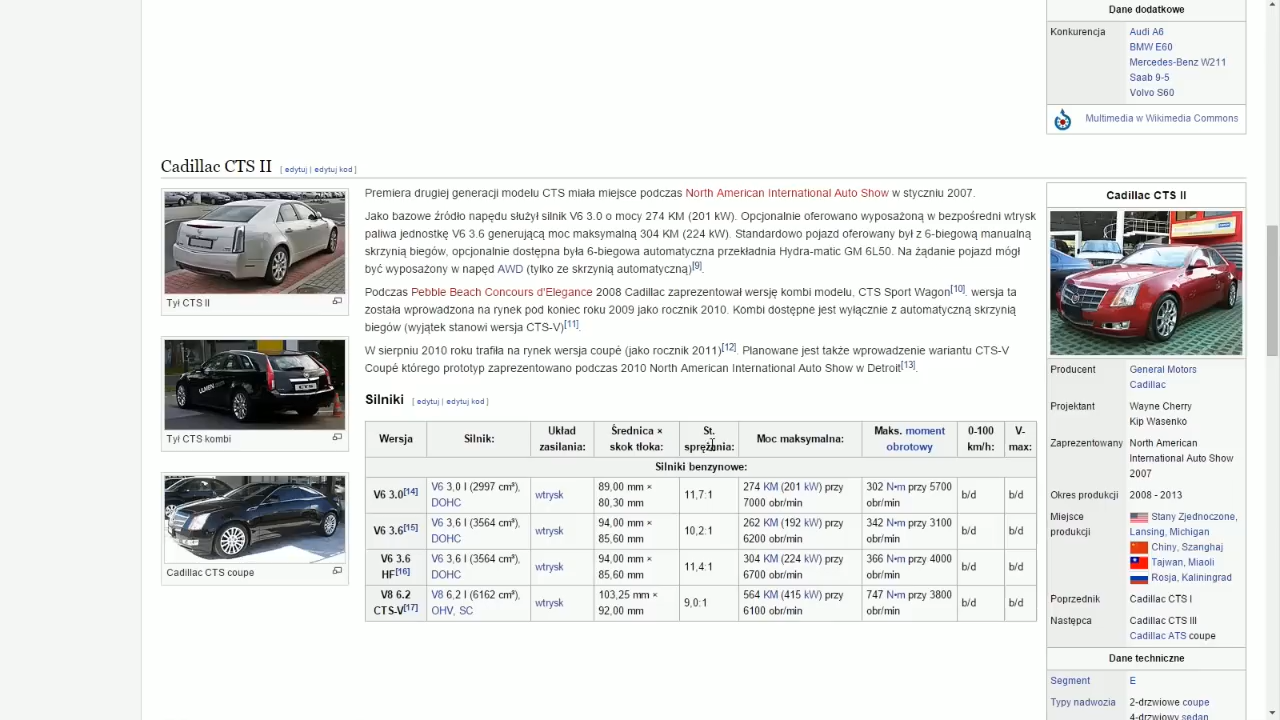 Dane dodatkowe
Konkurencja
Audi A6
BMW E60
Mercedes-Benz W211
Saab 9-5
Volvo S60
Multimedia w Wikimedia Commons
Cadillac CTS II [ edytuj | edytuj kod ]
Tył CTS II
Tył CTS kombi
Cadillac CTS coupe
Premiera drugiej generacji modelu CTS miała miejsce podczas North American International Auto Show w styczniu 2007.
Jako bazowe źródło napędu służył silnik V6 3.0 o mocy 274 KM (201 kW). Opcjonalnie oferowano wyposażoną w bezpośredni wtrysk
paliwa jednostkę V6 3.6 generującą moc maksymalną 304 KM (224 kW). Standardowo pojazd oferowany był z 6-biegową manualną
skrzynią biegów, opcjonalnie dostępna była 6-biegowa automatyczna przekładnia Hydra-matic GM 6L50. Na żądanie pojazd mógł
być wyposażony w napęd AWD (tylko ze skrzynią automatyczną)[9].
Podczas Pebble Beach Concours d'Elegance 2008 Cadillac zaprezentował wersję kombi modelu, CTS Sport Wagon[10]. wersja ta
została wprowadzona na rynek pod koniec roku 2009 jako rocznik 2010. Kombi dostępne jest wyłącznie z automatyczną skrzynią
biegów (wyjątek stanowi wersja CTS-V)[11].
W sierpniu 2010 roku trafiła na rynek wersja coupé (jako rocznik 2011)[12]. Planowane jest także wprowadzenie wariantu CTS-V
Coupé którego prototyp zaprezentowano podczas 2010 North American International Auto Show w Detroit[13].
Silniki [ edytuj | edytuj kod ]
Wersja Silnik: Układ zasilania: Średnica × skok tłoka: St. sprężania: Moc maksymalna: Maks. moment obrotowy 0-100 km/h: V-max:
Silniki benzynowe:
V6 3.0[14] V6 3,0 l (2997 cm³), DOHC wtrysk 89,00 mm × 80,30 mm 11,7:1 274 KM (201 kW) przy 7000 obr/min 302 N•m przy 5700 obr/min b/d b/d
V6 3.6[15] V6 3,6 l (3564 cm³), DOHC wtrysk 94,00 mm × 85,60 mm 10,2:1 262 KM (192 kW) przy 6200 obr/min 342 N•m przy 3100 obr/min b/d b/d
V6 3.6 HF[16] V6 3,6 l (3564 cm³), DOHC wtrysk 94,00 mm × 85,60 mm 11,4:1 304 KM (224 kW) przy 6700 obr/min 366 N•m przy 4000 obr/min b/d b/d
V8 6.2 CTS-V[17] V8 6,2 l (6162 cm³), OHV, SC wtrysk 103,25 mm × 92,00 mm 9,0:1 564 KM (415 kW) przy 6100 obr/min 747 N•m przy 3800 obr/min b/d b/d
Cadillac CTS II
Producent
General Motors
Cadillac
Projektant
Wayne Cherry
Kip Wasenko
Zaprezentowany
North American
International Auto Show
2007
Okres produkcji
2008 - 2013
Miejsce
produkcji
Stany Zjednoczone,
Lansing, Michigan
Chiny, Szanghaj
Tajwan, Miaoli
Rosja, Kaliningrad
Poprzednik
Cadillac CTS I
Następca
Cadillac CTS III
Cadillac ATS coupe
Dane techniczne
Segment
E
Typy nadwozia
2-drzwiowe coupe
4-drzwiowy sedan